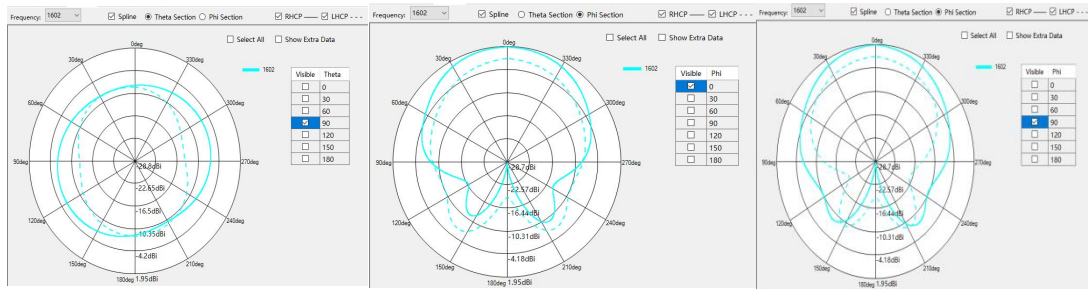 Frequency: 1602 Spline Theta Section Phi Section RHCP —— LHCP - - -
Select All Show Extra Data
1602
Visible Theta
0
30
60
90
120
150
180
0deg
30deg
330deg
60deg
300deg
90deg
270deg
120deg
240deg
150deg
210deg
180deg
-28.8dBi
-22.65dBi
-16.5dBi
-10.35dBi
-4.2dBi
1.95dBi
Frequency: 1602 Spline Theta Section Phi Section RHCP —— LHCP - - -
Select All Show Extra Data
1602
Visible Phi
0
30
60
90
120
150
180
0deg
30deg
330deg
60deg
300deg
90deg
270deg
120deg
240deg
150deg
210deg
180deg
-28.7dBi
-22.57dBi
-16.44dBi
-10.31dBi
-4.18dBi
1.95dBi
Frequency: 1602 Spline Theta Section Phi Section RHCP —— LHCP - - -
Select All Show Extra Data
1602
Visible Phi
0
30
60
90
120
150
180
0deg
30deg
330deg
60deg
300deg
90deg
270deg
120deg
240deg
150deg
210deg
180deg
-28.7dBi
-22.57dBi
-16.44dBi
-10.31dBi
-4.18dBi
1.95dBi